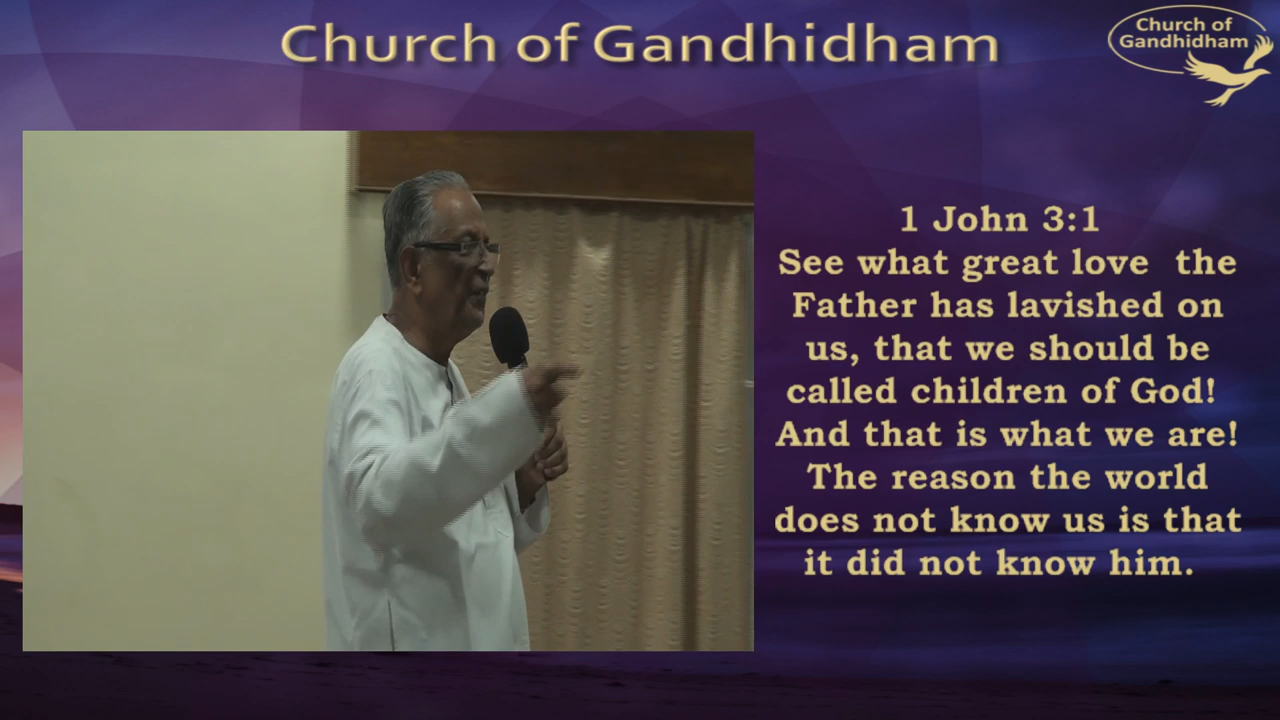 Church of Gandhidham
Church of
Gandhidham
1 John 3:1
See what great love the
Father has lavished on
us, that we should be
called children of God!
And that is what we are!
The reason the world
does not know us is that
it did not know him.